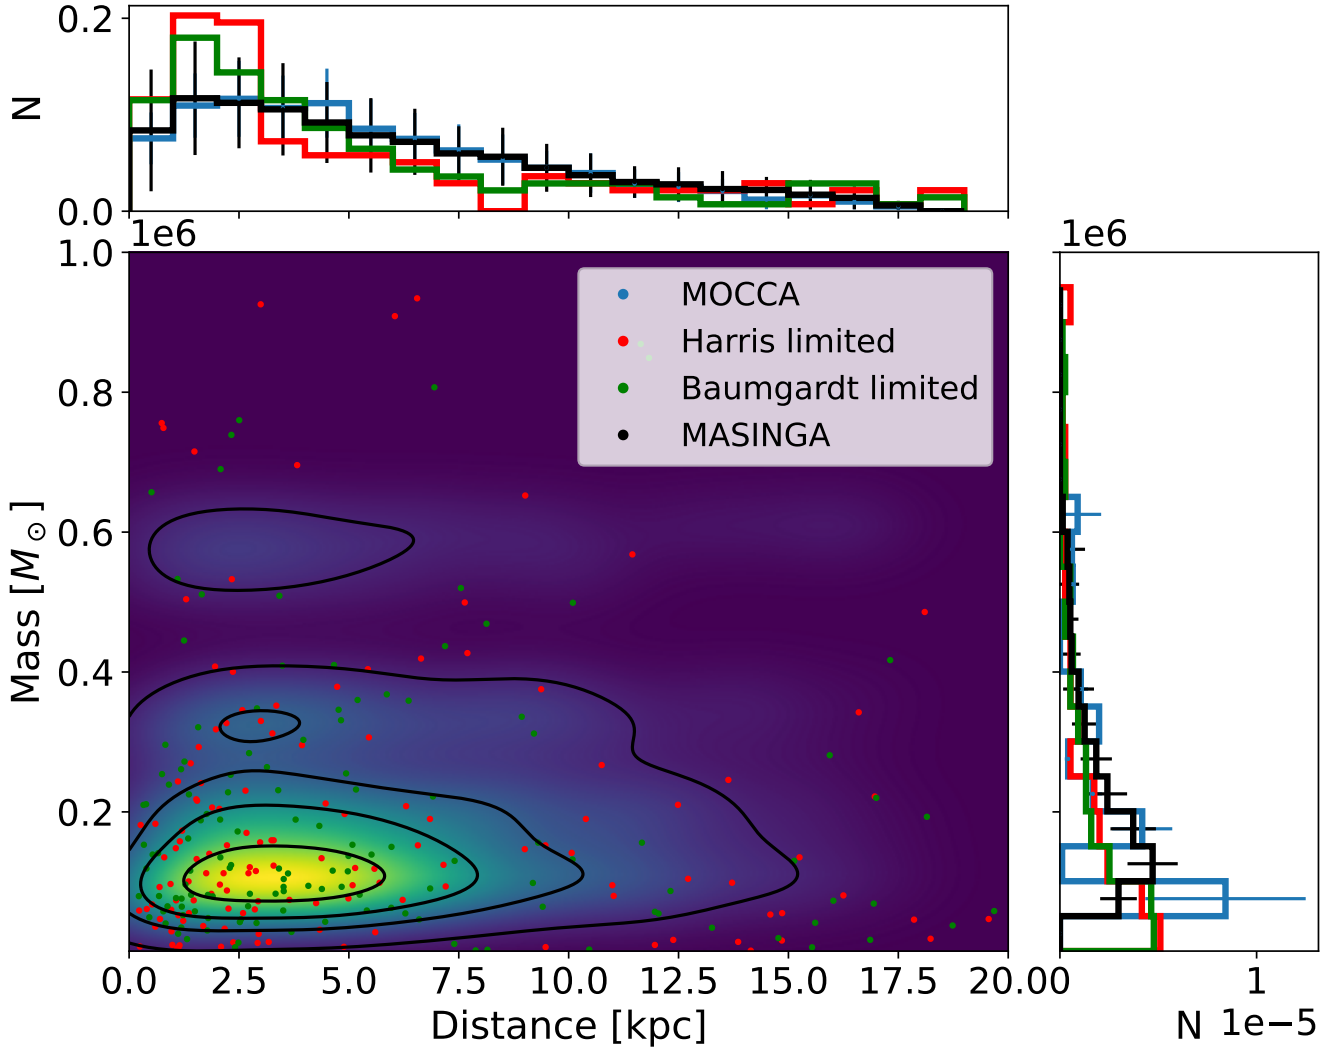 0.2
N
0.0
1e6
1e6
1.0
MOCCA
Harris limited
Baumgardt limited
MASINGA
0.8
0.6
Mass [M⊙]
0.4
0.2
0.0 2.5 5.0 7.5 10.0 12.5 15.0 17.5 20.0
0 1
Distance [kpc]
N 1e−5